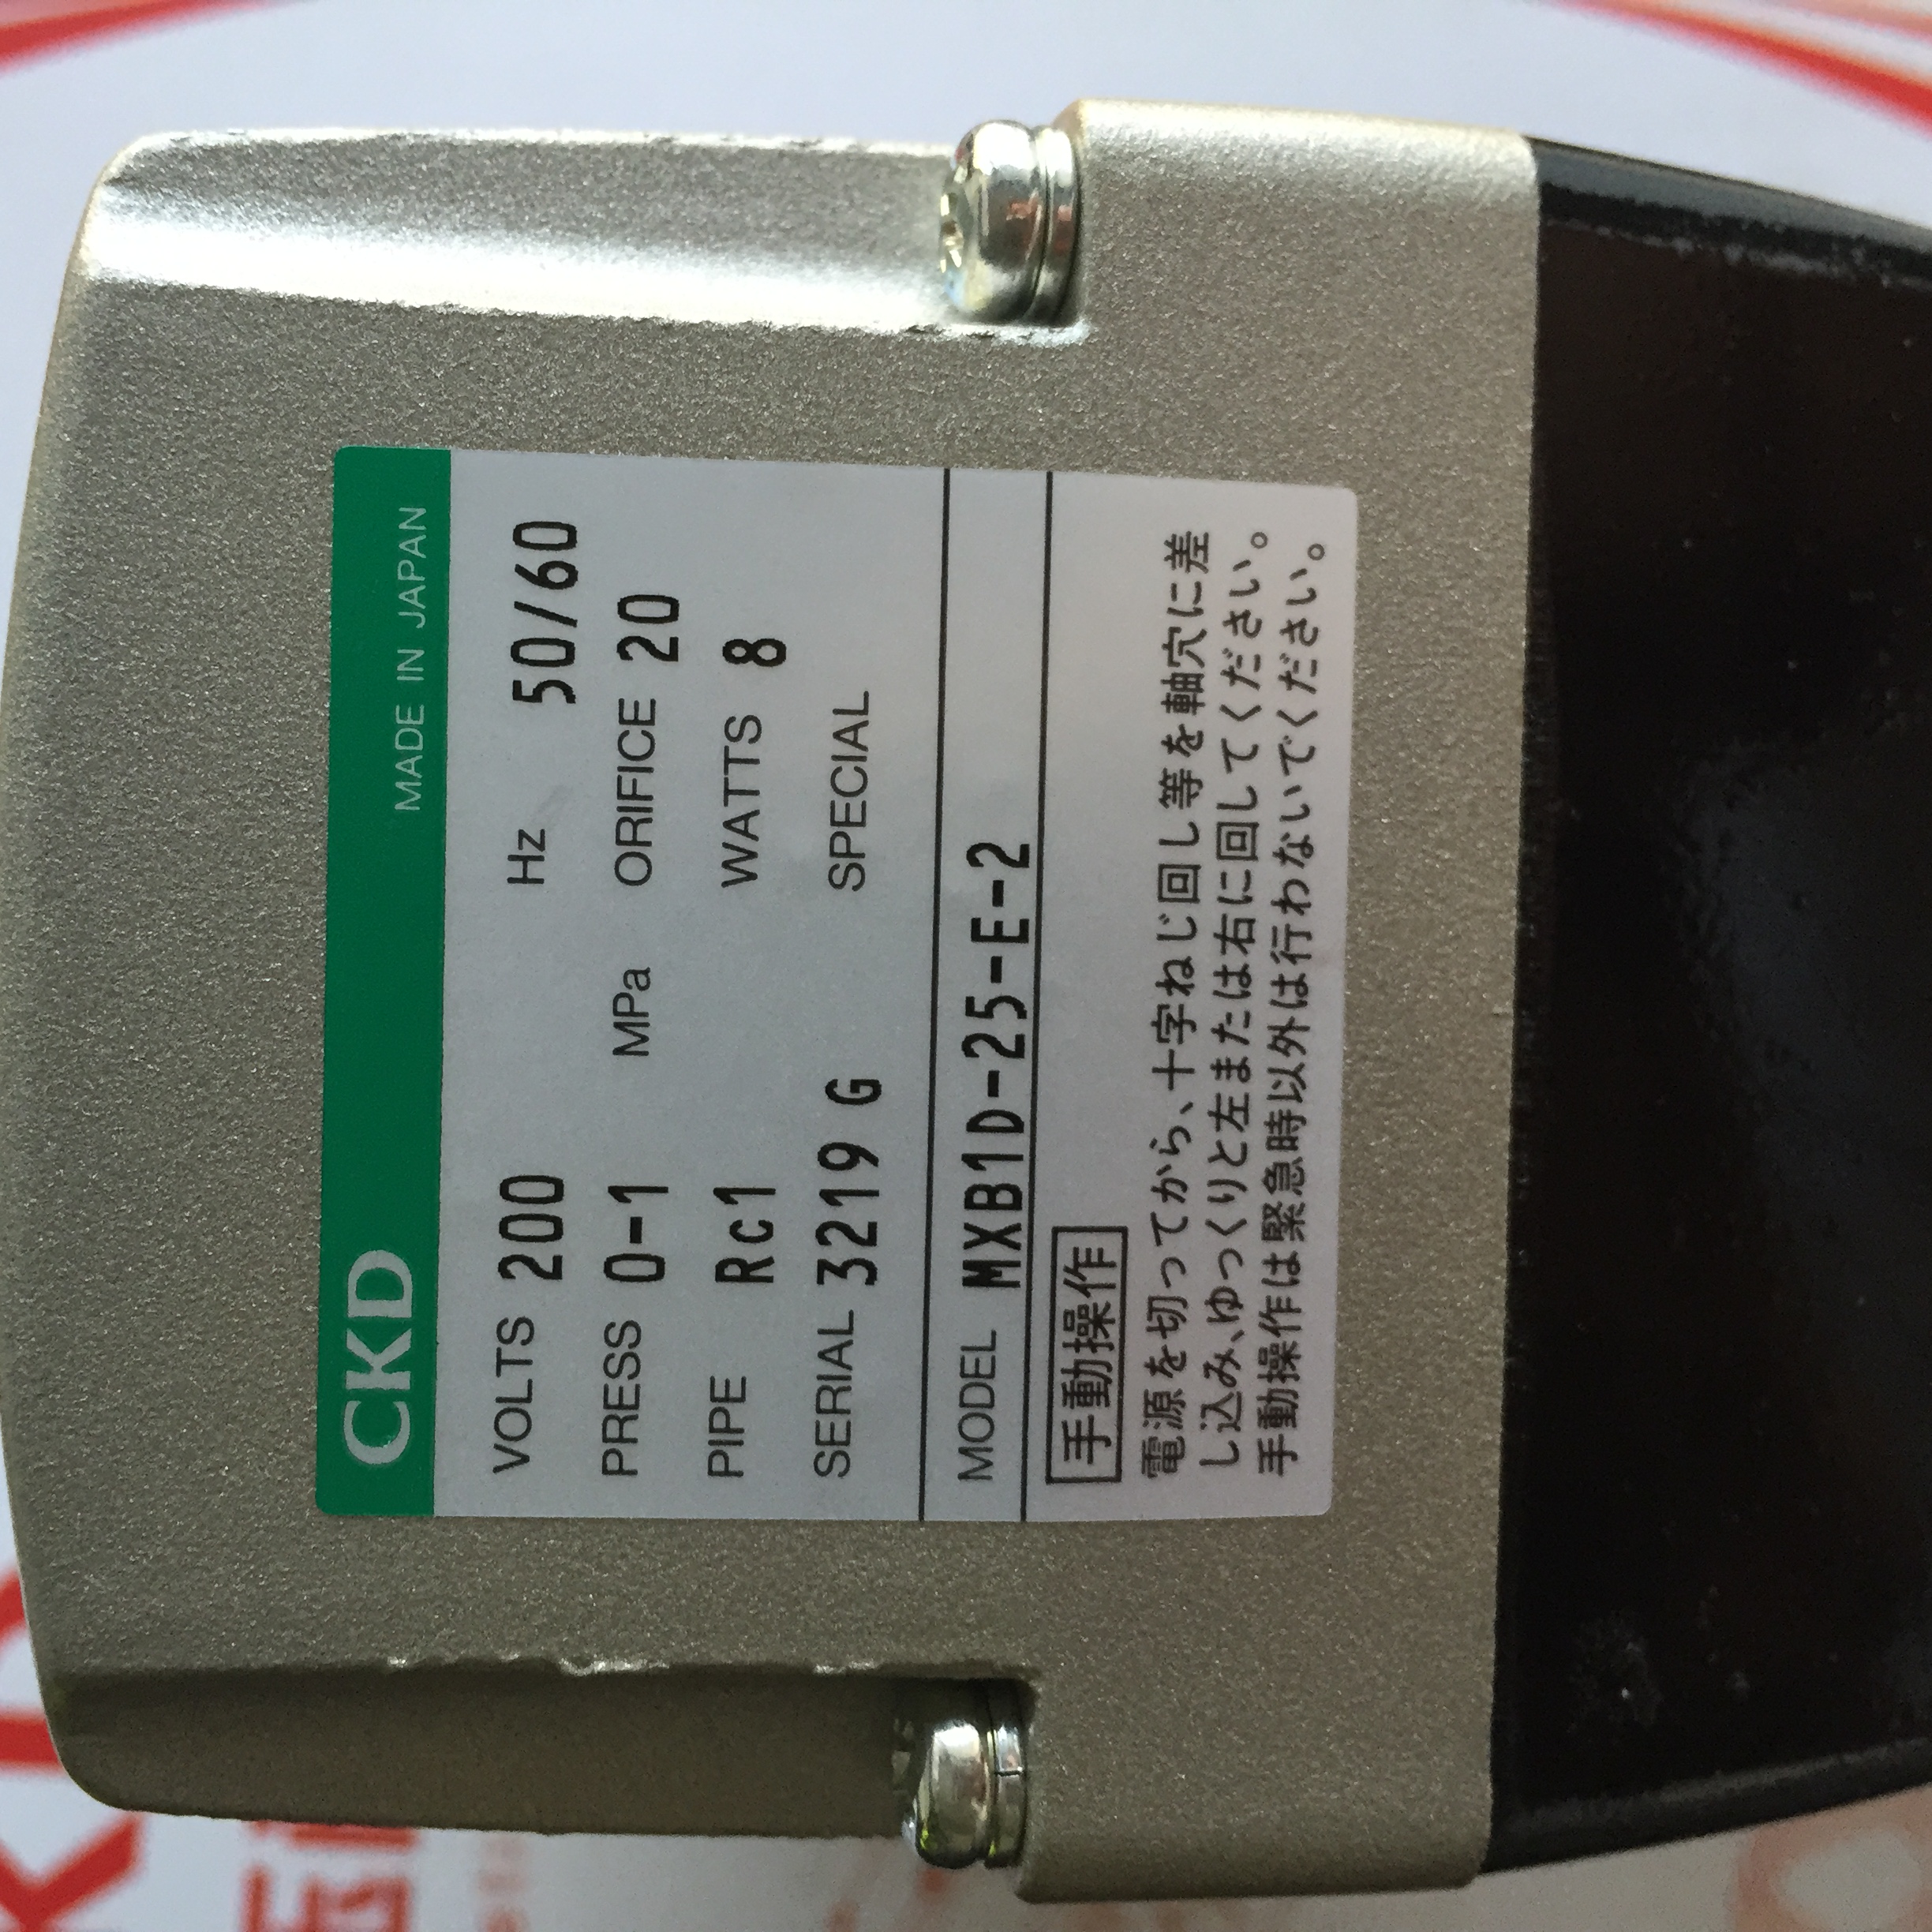 CKD MADE IN JAPAN
VOLTS 200 Hz 50/60
PRESS 0-1 MPa ORIFICE 20
PIPE Rc1 WATTS 8
SERIAL 3219 G SPECIAL
MODEL MXB1D-25-E-2
手動操作
電源を切ってから、十字ねじ回し等を軸穴に差
し込み、ゆっくりと左または右に回してください。
手動操作は緊急時以外は行わないでください。